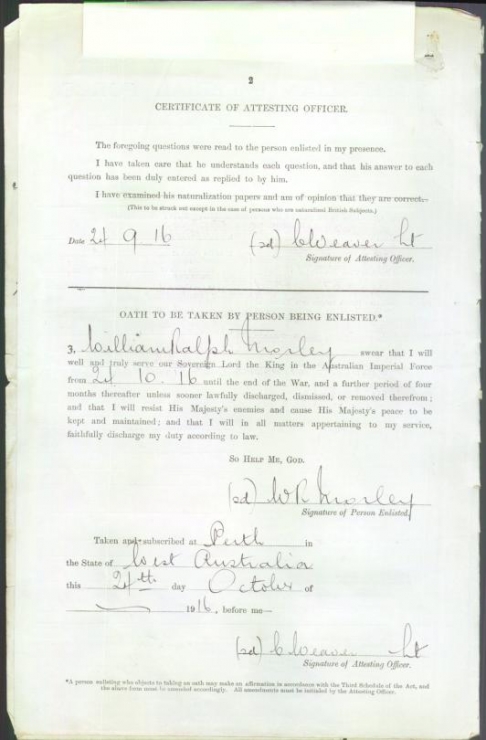 2
CERTIFICATE OF ATTESTING OFFICER.
The foregoing questions were read to the person enlisted in my presence.
I have taken care that he understands each question, and that his answer to each
question has been duly entered as replied to by him.
I have examined his naturalization papers and am of opinion that they are correct.
(This to be struck out except in the case of persons who are naturalized British Subjects.)
Date 24 9 16 (sd) C Weaver Lt
Signature of Attesting Officer.
OATH TO BE TAKEN BY PERSON BEING ENLISTED.*
3. William Ralph Morley swear that I will
well and truly serve our Sovereign Lord the King in the Australian Imperial Force
from 24 10. 16 until the end of the War, and a further period of four
months thereafter unless sooner lawfully discharged, dismissed, or removed therefrom;
and that I will resist His Majesty's enemies and cause His Majesty's peace to be
kept and maintained; and that I will in all matters appertaining to my service,
faithfully discharge my duty according to law.
SO HELP ME, GOD.
(sd) W R Morley
Signature of Person Enlisted.
Taken and subscribed at Perth in
the State of West Australia
this 24th day October of
1916, before me—
(sd) C Weaver Lt
Signature of Attesting Officer.
*A person enlisting who objects to taking an oath may make an affirmation in accordance with the Third Schedule of the Act, and
the above form must be amended accordingly. All amendments must be initialed by the Attesting Officer.